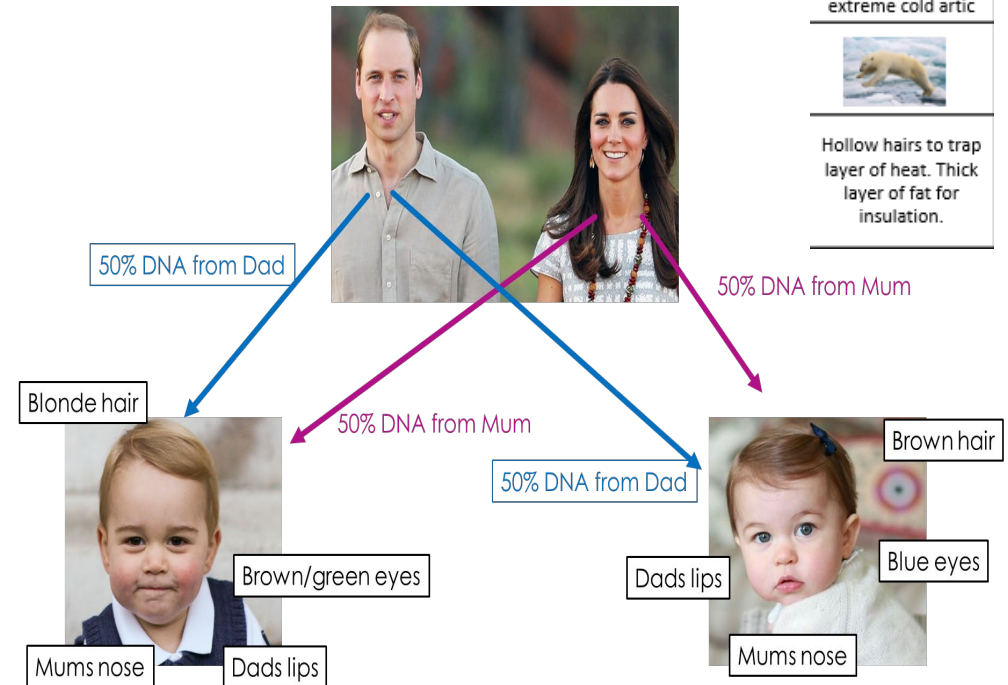 extreme cold artic
Hollow hairs to trap
layer of heat. Thick
layer of fat for
insulation.
50% DNA from Dad
50% DNA from Mum
Blonde hair
50% DNA from Mum
Brown hair
50% DNA from Dad
Brown/green eyes
Blue eyes
Dads lips
Mums nose
Dads lips
Mums nose